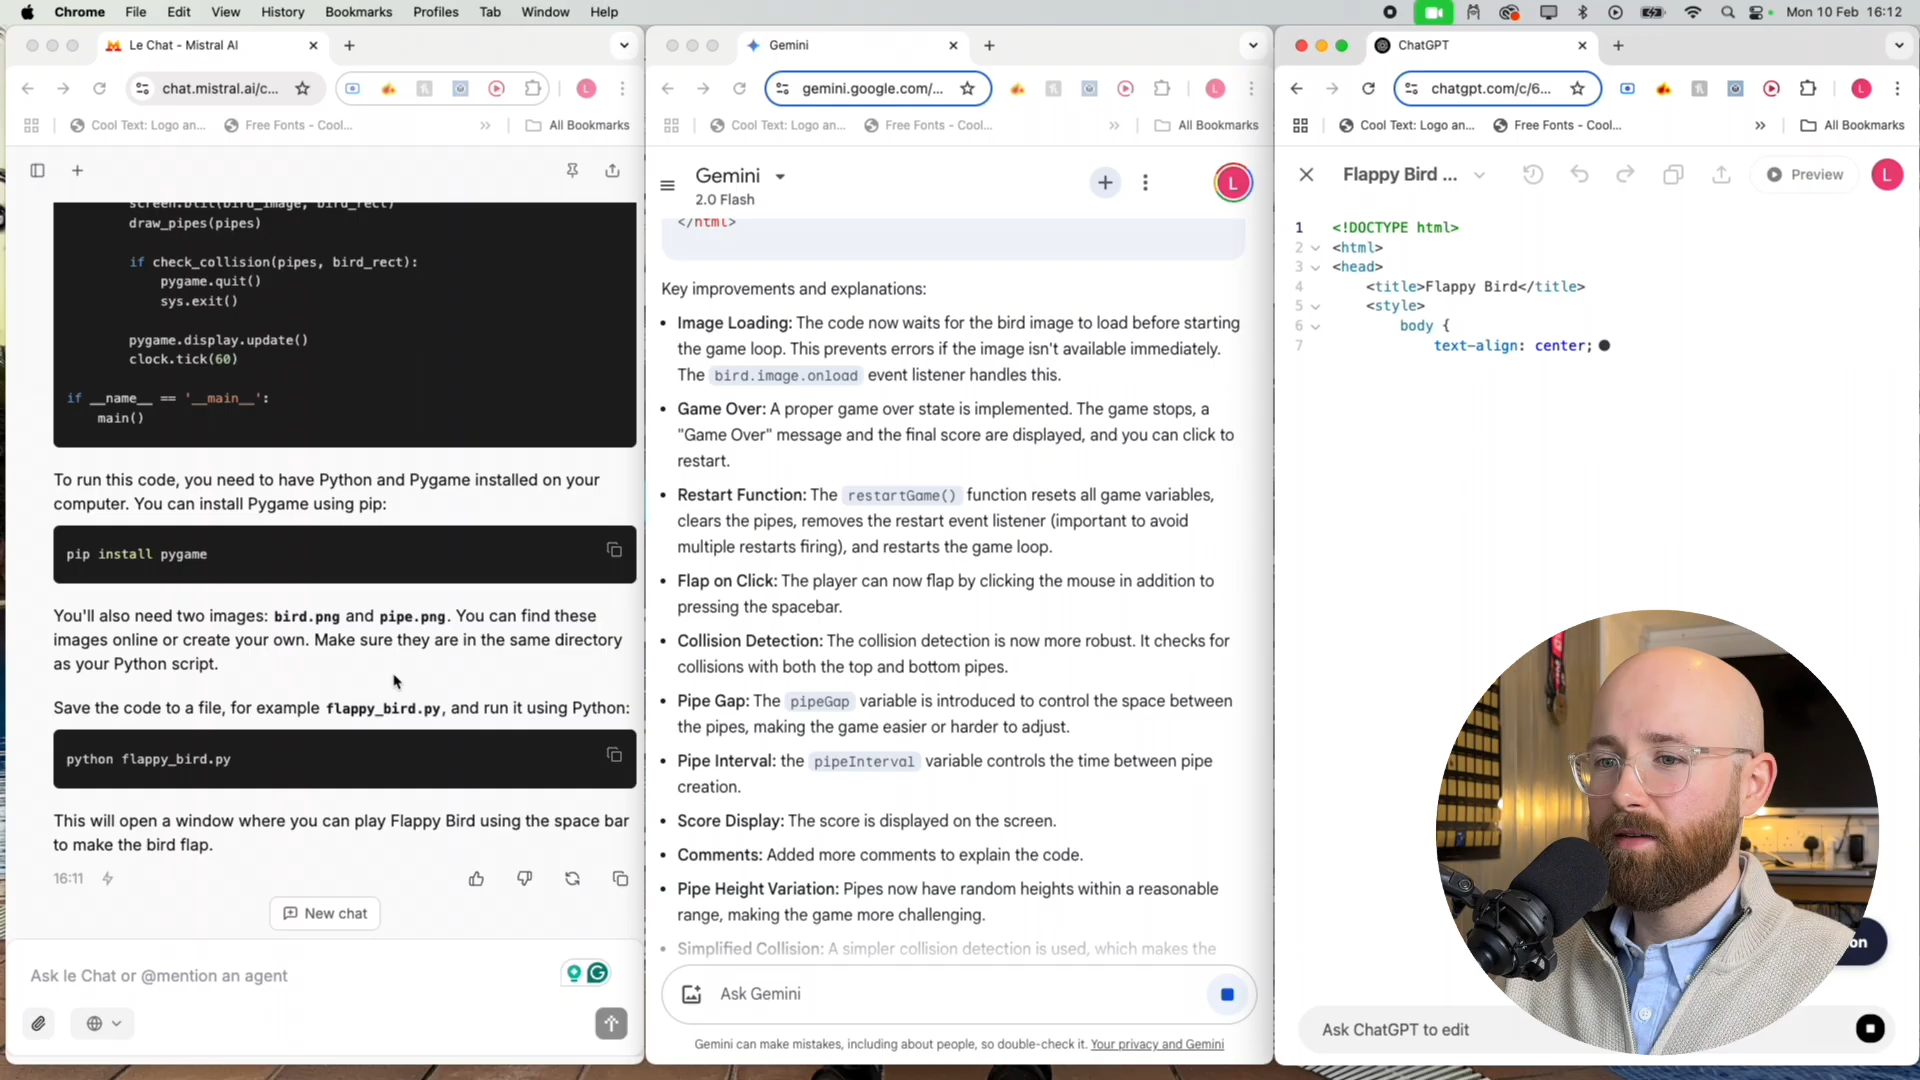 Chrome File Edit View History Bookmarks Profiles Tab Window Help
Mon 10 Feb 16:12
Le Chat - Mistral AI
chat.mistral.ai/c...
Cool Text: Logo an...
Free Fonts - Cool...
All Bookmarks
screen.blit(bird_image, bird_rect)
draw_pipes(pipes)
if check_collision(pipes, bird_rect):
pygame.quit()
sys.exit()
pygame.display.update()
clock.tick(60)
if __name__ == '__main__':
main()
To run this code, you need to have Python and Pygame installed on your
computer. You can install Pygame using pip:
pip install pygame
You'll also need two images: bird.png and pipe.png. You can find these
images online or create your own. Make sure they are in the same directory
as your Python script.
Save the code to a file, for example flappy_bird.py, and run it using Python:
python flappy_bird.py
This will open a window where you can play Flappy Bird using the space bar
to make the bird flap.
16:11
New chat
Ask le Chat or @mention an agent
Gemini
gemini.google.com/...
L
Cool Text: Logo an...
Free Fonts - Cool...
All Bookmarks
Gemini
2.0 Flash
L
</html>
Key improvements and explanations:
• Image Loading: The code now waits for the bird image to load before starting
the game loop. This prevents errors if the image isn't available immediately.
The bird.image.onload event listener handles this.
• Game Over: A proper game over state is implemented. The game stops, a
"Game Over" message and the final score are displayed, and you can click to
restart.
• Restart Function: The restartGame() function resets all game variables,
clears the pipes, removes the restart event listener (important to avoid
multiple restarts firing), and restarts the game loop.
• Flap on Click: The player can now flap by clicking the mouse in addition to
pressing the spacebar.
• Collision Detection: The collision detection is now more robust. It checks for
collisions with both the top and bottom pipes.
• Pipe Gap: The pipeGap variable is introduced to control the space between
the pipes, making the game easier or harder to adjust.
• Pipe Interval: the pipeInterval variable controls the time between pipe
creation.
• Score Display: The score is displayed on the screen.
• Comments: Added more comments to explain the code.
• Pipe Height Variation: Pipes now have random heights within a reasonable
range, making the game more challenging.
• Simplified Collision: A simpler collision detection is used, which makes the
Ask Gemini
Gemini can make mistakes, including about people, so double-check it. Your privacy and Gemini
ChatGPT
chatgpt.com/c/6...
L
Cool Text: Logo an...
Free Fonts - Cool...
All Bookmarks
Flappy Bird ...
Preview
L
1 <!DOCTYPE html>
2 <html>
3 <head>
4 <title>Flappy Bird</title>
5 <style>
6 body {
7 text-align: center;
on
Ask ChatGPT to edit